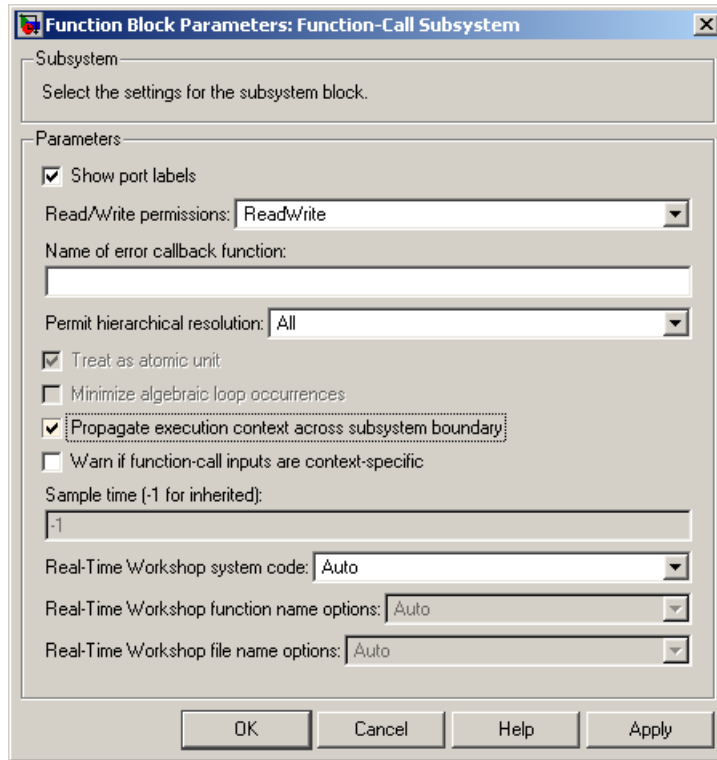 Function Block Parameters: Function-Call Subsystem
Subsystem
Select the settings for the subsystem block.
Parameters
Show port labels
Read/Write permissions: ReadWrite
Name of error callback function:
Permit hierarchical resolution: All
Treat as atomic unit
Minimize algebraic loop occurrences
Propagate execution context across subsystem boundary
Warn if function-call inputs are context-specific
Sample time (-1 for inherited):
-1
Real-Time Workshop system code: Auto
Real-Time Workshop function name options: Auto
Real-Time Workshop file name options: Auto
OK Cancel Help Apply